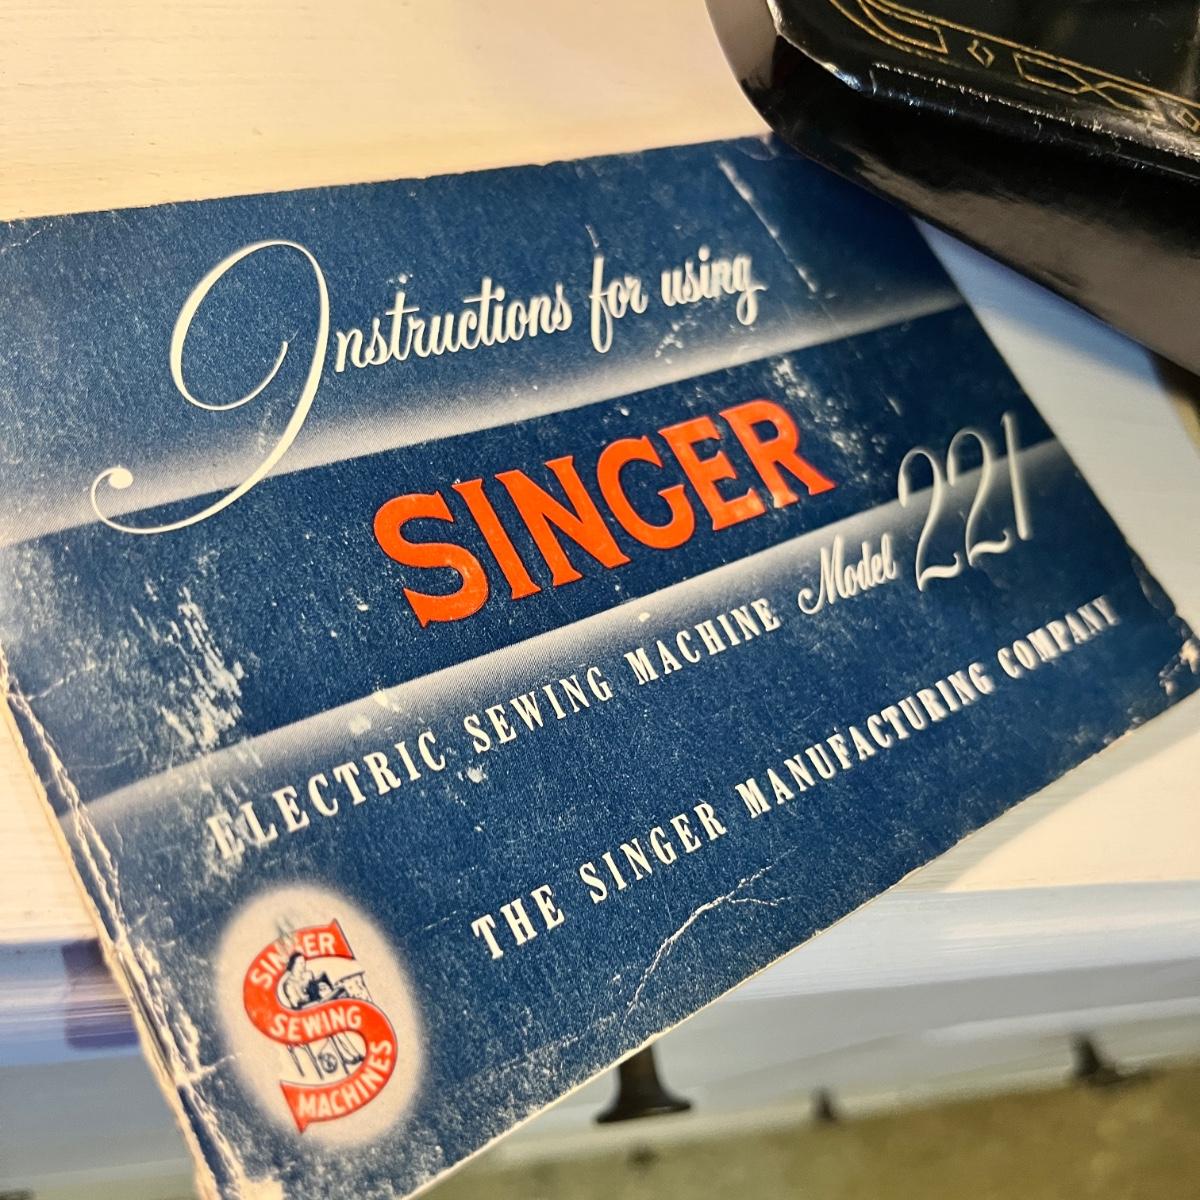 Instructions for using
SINGER
ELECTRIC SEWING MACHINE Model 221
THE SINGER MANUFACTURING COMPANY
SINGER
SEWING
MACHINES